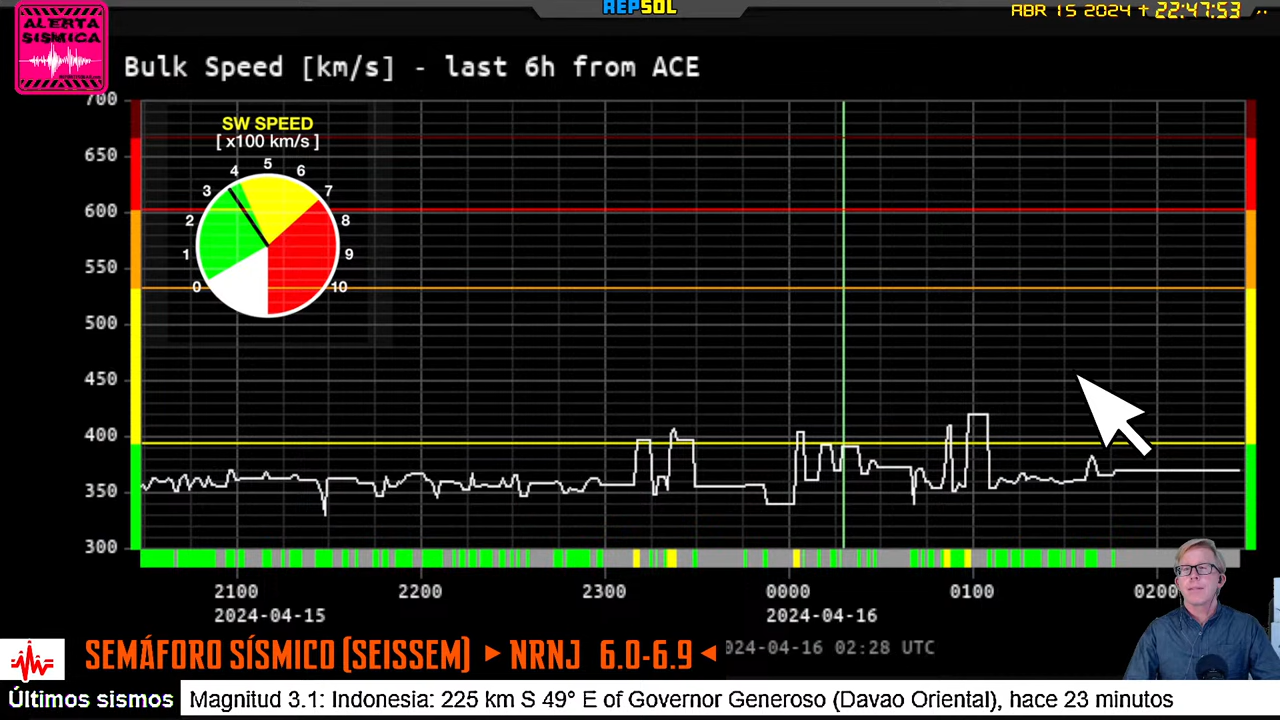 REPSOL
ABR 15 2024 † 22:47:53
ALERTA
SISMICA
Bulk Speed [km/s] - last 6h from ACE
700
650
600
550
500
450
400
350
300
SW SPEED
[ x100 km/s ]
0 1 2 3 4 5 6 7 8 9 10
2100 2200 2300 0000 0100 0200
2024-04-15 2024-04-16
SEMÁFORO SÍSMICO (SEISSEM) ► NRNJ 6.0-6.9 ◄
024-04-16 02:28 UTC
Últimos sismos
Magnitud 3.1: Indonesia: 225 km S 49° E of Governor Generoso (Davao Oriental), hace 23 minutos